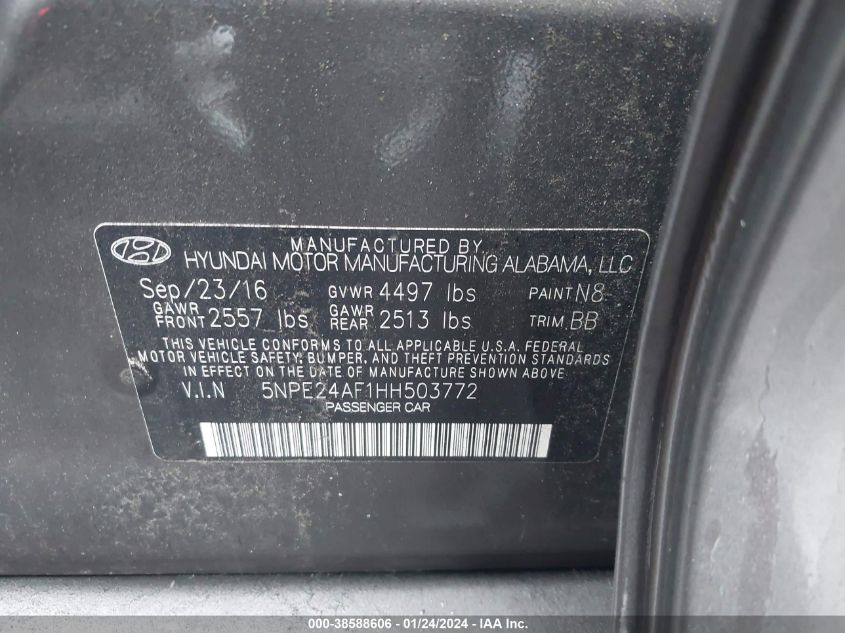 MANUFACTURED BY
HYUNDAI MOTOR MANUFACTURING ALABAMA, LLC
Sep/23/16 GVWR 4497 lbs PAINT N8
GAWR FRONT 2557 lbs GAWR REAR 2513 lbs TRIM BB
THIS VEHICLE CONFORMS TO ALL APPLICABLE U.S.A. FEDERAL
MOTOR VEHICLE SAFETY, BUMPER, AND THEFT PREVENTION STANDARDS
IN EFFECT ON THE DATE OF MANUFACTURE SHOWN ABOVE
V.I.N 5NPE24AF1HH503772
PASSENGER CAR
000-38588606 - 01/24/2024 - IAA Inc.